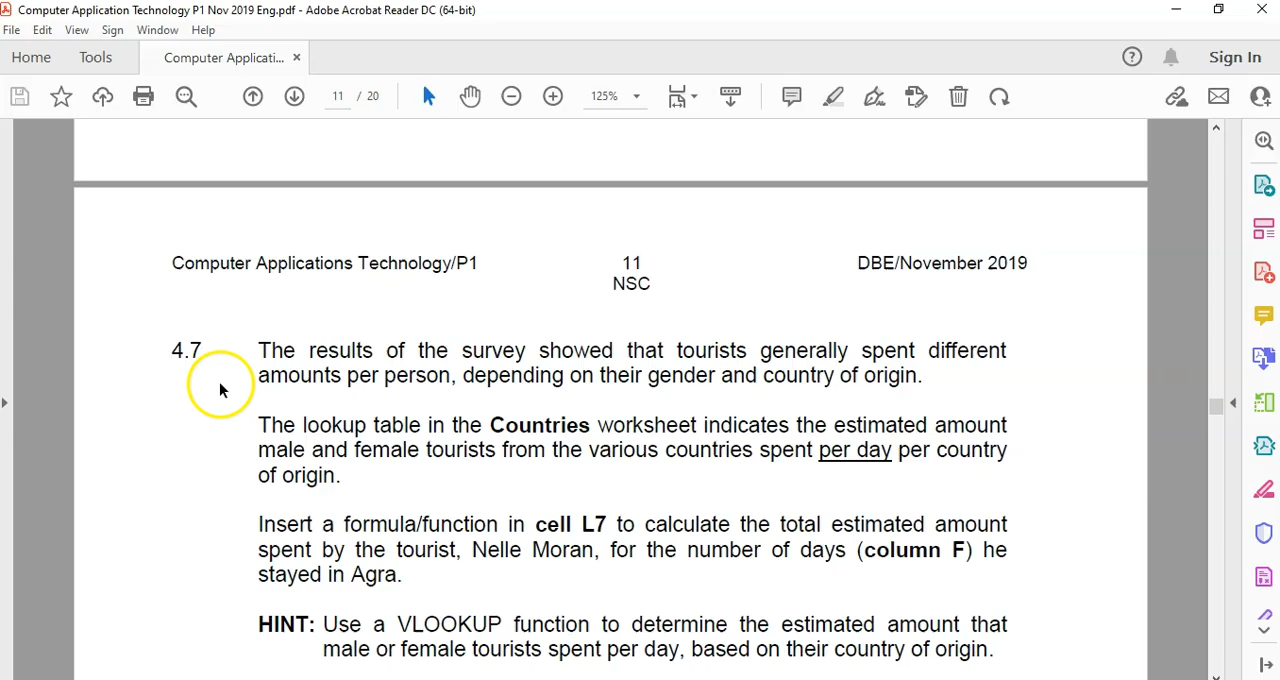 Computer Application Technology P1 Nov 2019 Eng.pdf - Adobe Acrobat Reader DC (64-bit)
File Edit View Sign Window Help
Home Tools Computer Applicati... Sign In
11 / 20 125%
Computer Applications Technology/P1 11 DBE/November 2019
NSC
4.7 The results of the survey showed that tourists generally spent different
amounts per person, depending on their gender and country of origin.
The lookup table in the Countries worksheet indicates the estimated amount
male and female tourists from the various countries spent per day per country
of origin.
Insert a formula/function in cell L7 to calculate the total estimated amount
spent by the tourist, Nelle Moran, for the number of days (column F) he
stayed in Agra.
HINT: Use a VLOOKUP function to determine the estimated amount that
male or female tourists spent per day, based on their country of origin.